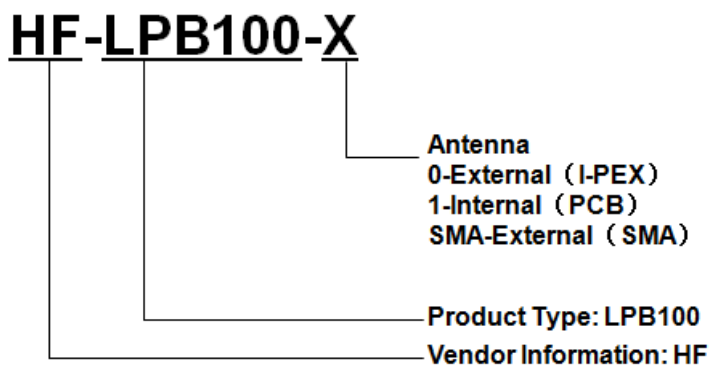 HF-LPB100-X
Antenna
0-External（I-PEX）
1-Internal（PCB）
SMA-External（SMA）
Product Type: LPB100
Vendor Information: HF